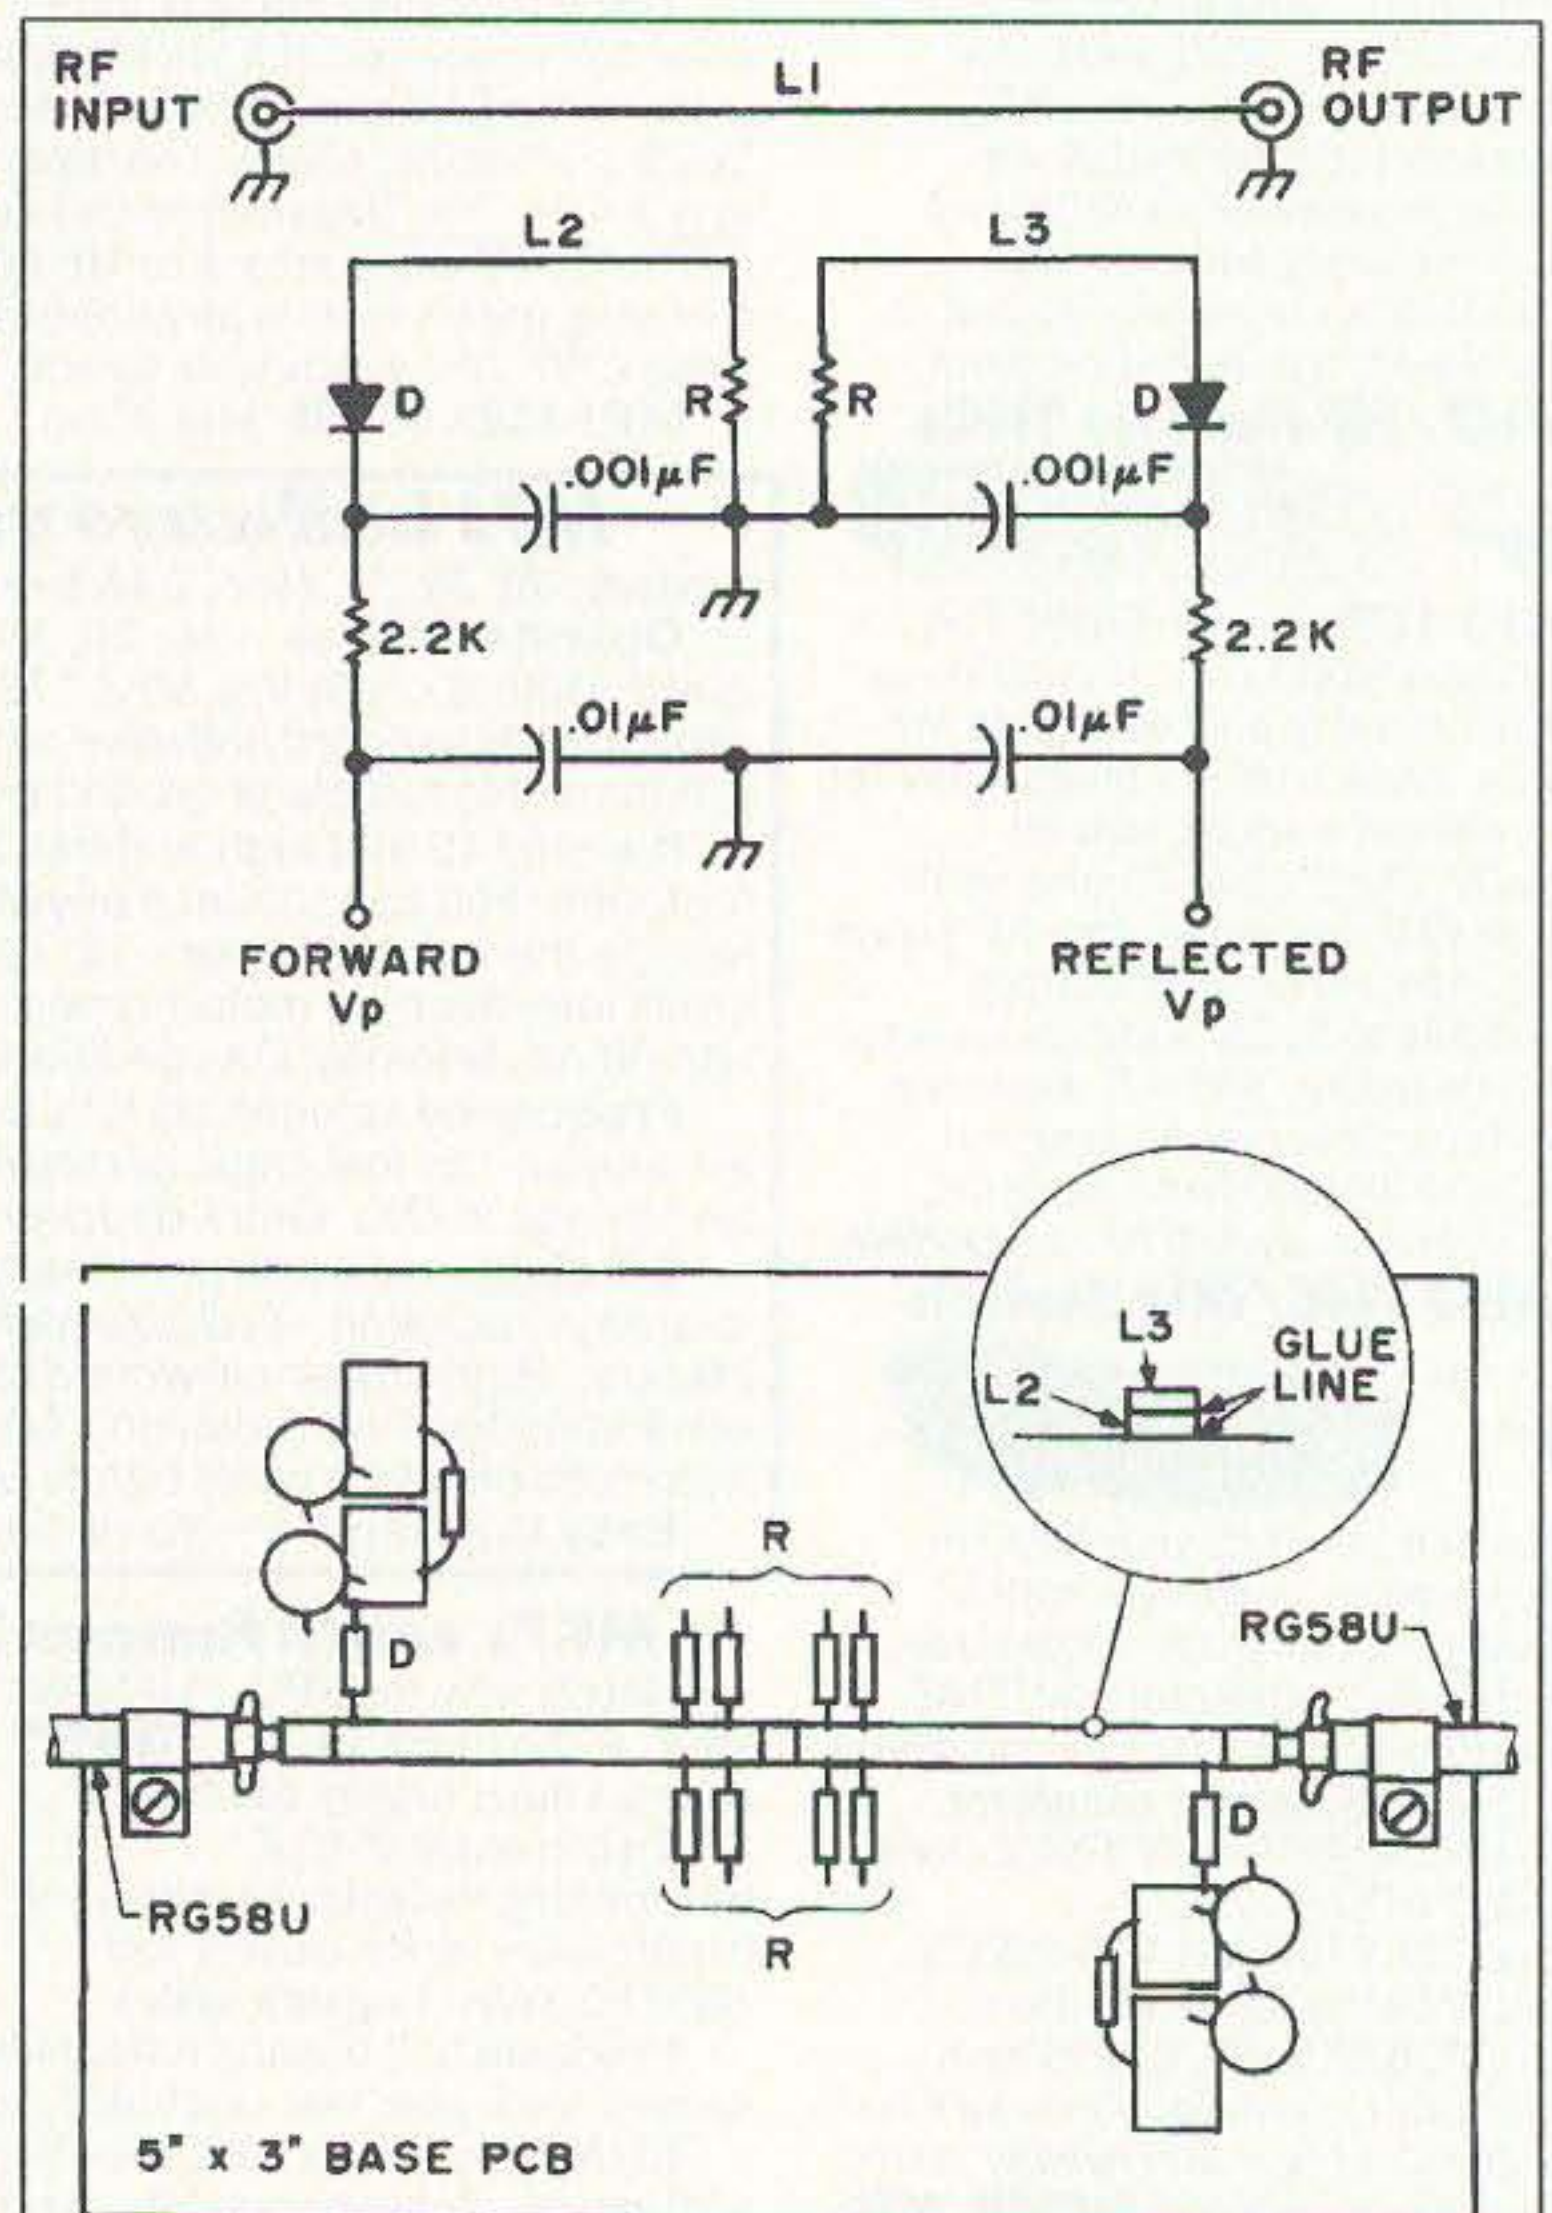 RF
INPUT
L1
RF
OUTPUT
L2
L3
D
R
R
D
.001μF
.001μF
2.2K
2.2K
.01μF
.01μF
FORWARD
Vp
REFLECTED
Vp
L3
GLUE
LINE
L2
R
RG58U
D
D
RG58U
R
5" x 3" BASE PCB